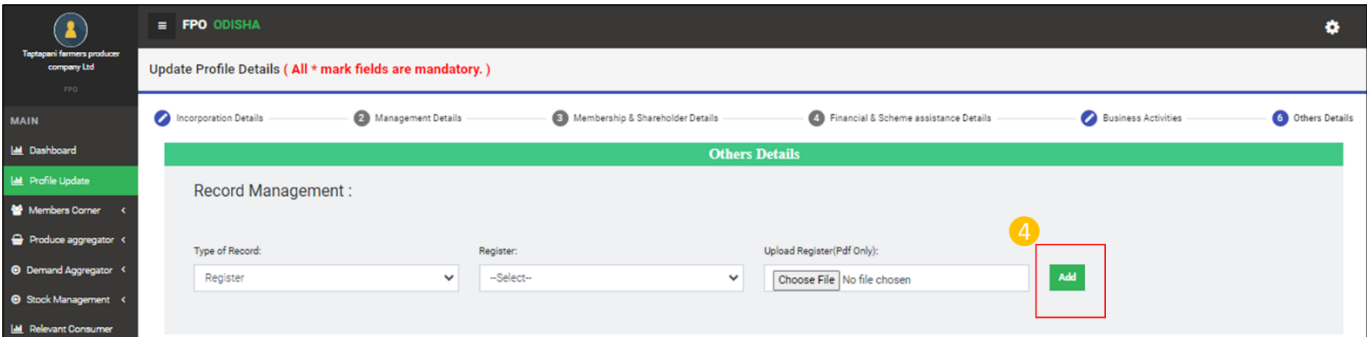 FPO ODISHA
Taptapani farmers producer
company Ltd
FPO
Update Profile Details ( All * mark fields are mandatory. )
MAIN
Dashboard
Profile Update
Members Corner
Produce aggregator
Demand Aggregator
Stock Management
Relevant Consumer
Incorporation Details
2 Management Details
3 Membership & Shareholder Details
4 Financial & Scheme assistance Details
Business Activities
6 Others Details
Others Details
Record Management :
4
Type of Record:
Register
Register:
--Select--
Upload Register(Pdf Only):
Choose File No file chosen
Add